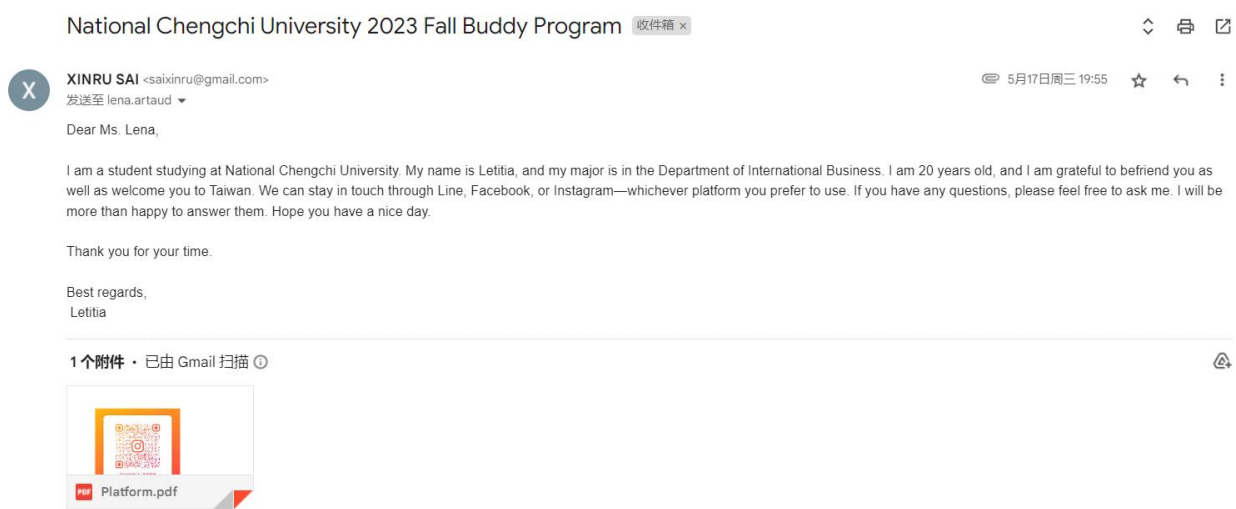 National Chengchi University 2023 Fall Buddy Program 收件箱 ×
XINRU SAI <saixinru@gmail.com> 5月17日周三 19:55
X
发送至 lena.artaud
Dear Ms. Lena,
I am a student studying at National Chengchi University. My name is Letitia, and my major is in the Department of International Business. I am 20 years old, and I am grateful to befriend you as
well as welcome you to Taiwan. We can stay in touch through Line, Facebook, or Instagram—whichever platform you prefer to use. If you have any questions, please feel free to ask me. I will be
more than happy to answer them. Hope you have a nice day.
Thank you for your time.
Best regards,
Letitia
1 个附件 · 已由 Gmail 扫描
PDF Platform.pdf